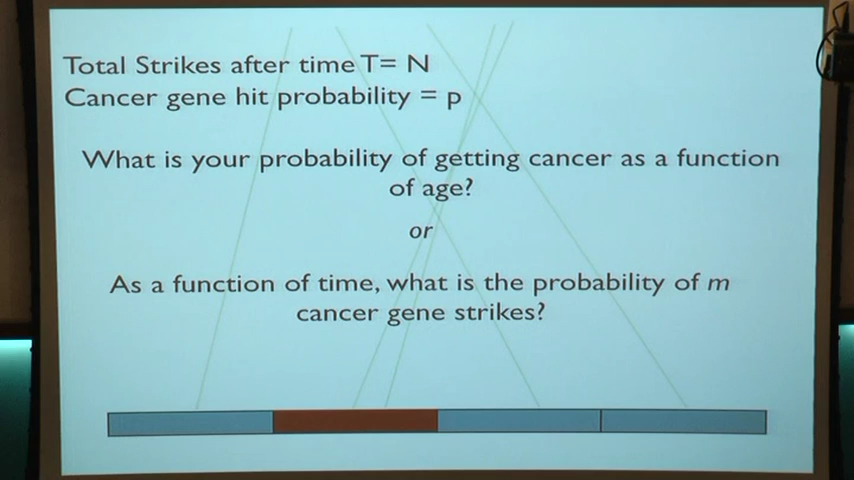 Total Strikes after time T= N
Cancer gene hit probability = p
What is your probability of getting cancer as a function
of age?
or
As a function of time, what is the probability of m
cancer gene strikes?